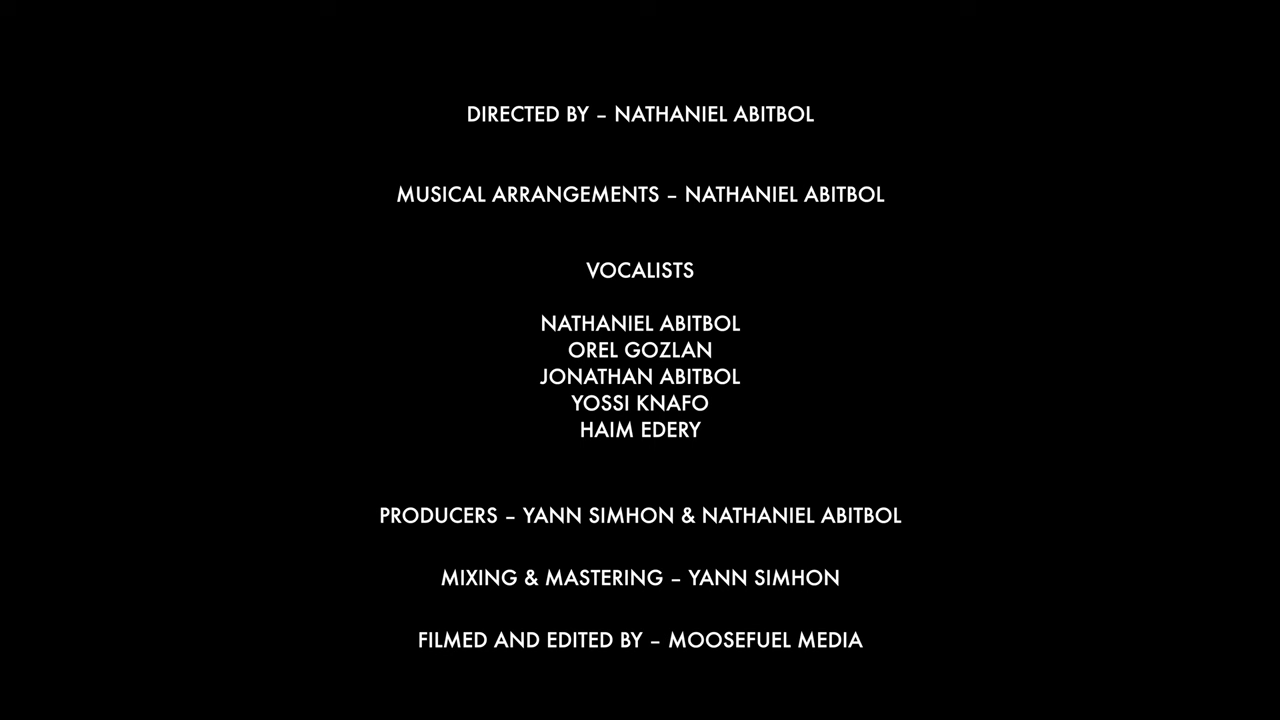 DIRECTED BY – NATHANIEL ABITBOL
MUSICAL ARRANGEMENTS – NATHANIEL ABITBOL
VOCALISTS
NATHANIEL ABITBOL
OREL GOZLAN
JONATHAN ABITBOL
YOSSI KNAFO
HAIM EDERY
PRODUCERS – YANN SIMHON & NATHANIEL ABITBOL
MIXING & MASTERING – YANN SIMHON
FILMED AND EDITED BY – MOOSEFUEL MEDIA